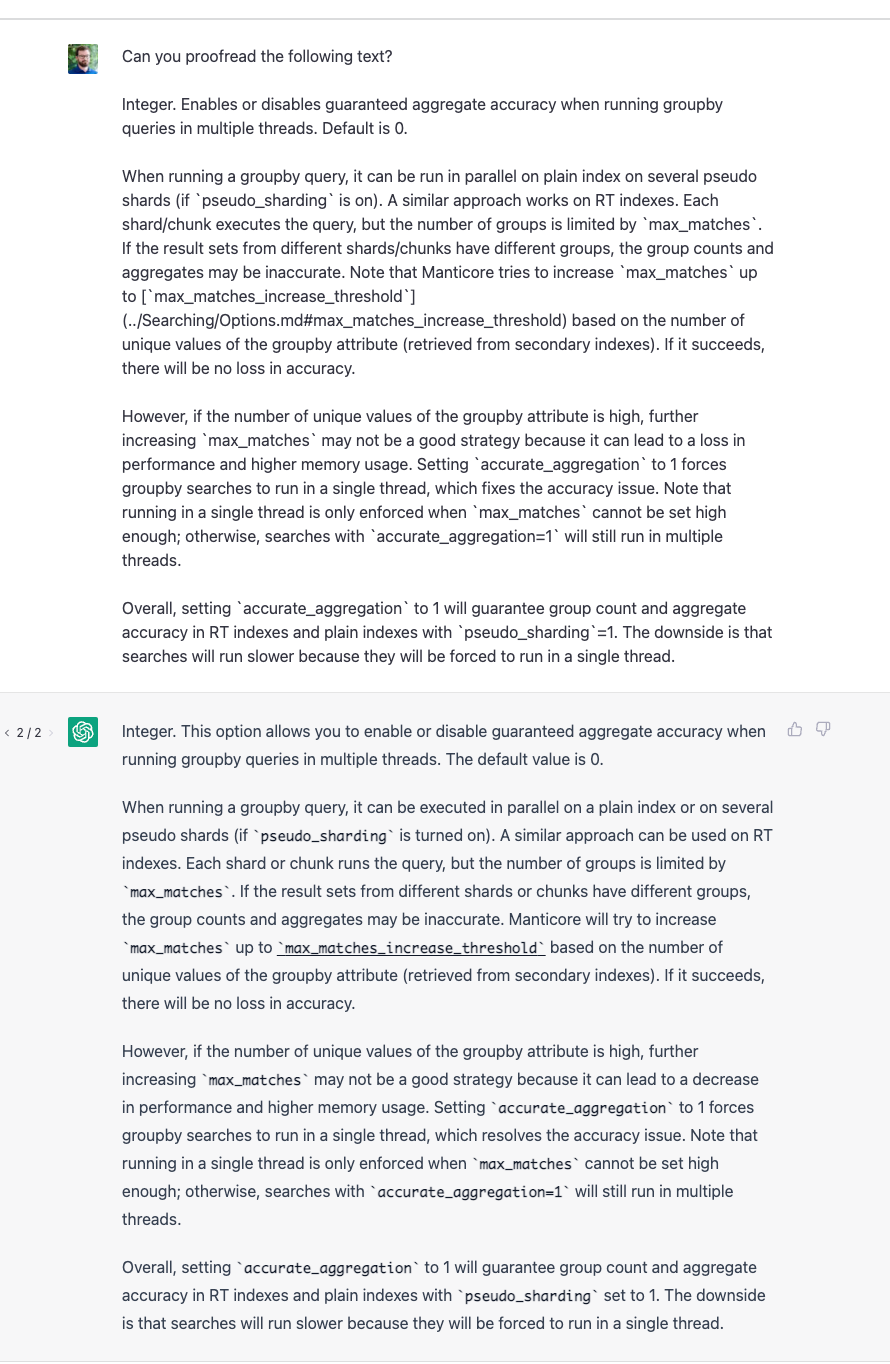 Can you proofread the following text?
Integer. Enables or disables guaranteed aggregate accuracy when running groupby
queries in multiple threads. Default is 0.
When running a groupby query, it can be run in parallel on plain index on several pseudo
shards (if `pseudo_sharding` is on). A similar approach works on RT indexes. Each
shard/chunk executes the query, but the number of groups is limited by `max_matches`.
If the result sets from different shards/chunks have different groups, the group counts and
aggregates may be inaccurate. Note that Manticore tries to increase `max_matches` up
to [`max_matches_increase_threshold`]
(../Searching/Options.md#max_matches_increase_threshold) based on the number of
unique values of the groupby attribute (retrieved from secondary indexes). If it succeeds,
there will be no loss in accuracy.
However, if the number of unique values of the groupby attribute is high, further
increasing `max_matches` may not be a good strategy because it can lead to a loss in
performance and higher memory usage. Setting `accurate_aggregation` to 1 forces
groupby searches to run in a single thread, which fixes the accuracy issue. Note that
running in a single thread is only enforced when `max_matches` cannot be set high
enough; otherwise, searches with `accurate_aggregation=1` will still run in multiple
threads.
Overall, setting `accurate_aggregation` to 1 will guarantee group count and aggregate
accuracy in RT indexes and plain indexes with `pseudo_sharding`=1. The downside is that
searches will run slower because they will be forced to run in a single thread.
< 2 / 2 >
Integer. This option allows you to enable or disable guaranteed aggregate accuracy when
running groupby queries in multiple threads. The default value is 0.
When running a groupby query, it can be executed in parallel on a plain index or on several
pseudo shards (if `pseudo_sharding` is turned on). A similar approach can be used on RT
indexes. Each shard or chunk runs the query, but the number of groups is limited by
`max_matches`. If the result sets from different shards or chunks have different groups,
the group counts and aggregates may be inaccurate. Manticore will try to increase
`max_matches` up to `max_matches_increase_threshold` based on the number of
unique values of the groupby attribute (retrieved from secondary indexes). If it succeeds,
there will be no loss in accuracy.
However, if the number of unique values of the groupby attribute is high, further
increasing `max_matches` may not be a good strategy because it can lead to a decrease
in performance and higher memory usage. Setting `accurate_aggregation` to 1 forces
groupby searches to run in a single thread, which resolves the accuracy issue. Note that
running in a single thread is only enforced when `max_matches` cannot be set high
enough; otherwise, searches with `accurate_aggregation=1` will still run in multiple
threads.
Overall, setting `accurate_aggregation` to 1 will guarantee group count and aggregate
accuracy in RT indexes and plain indexes with `pseudo_sharding` set to 1. The downside
is that searches will run slower because they will be forced to run in a single thread.